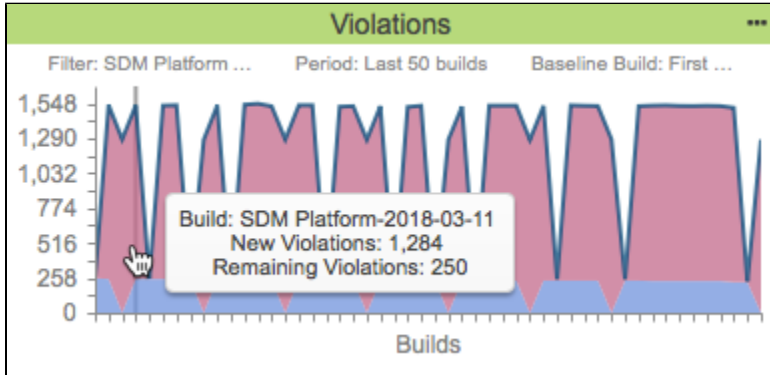 Violations
Filter: SDM Platform ... Period: Last 50 builds Baseline Build: First ...
1,548
1,290
1,032
774
516
258
0
Build: SDM Platform-2018-03-11
New Violations: 1,284
Remaining Violations: 250
Builds